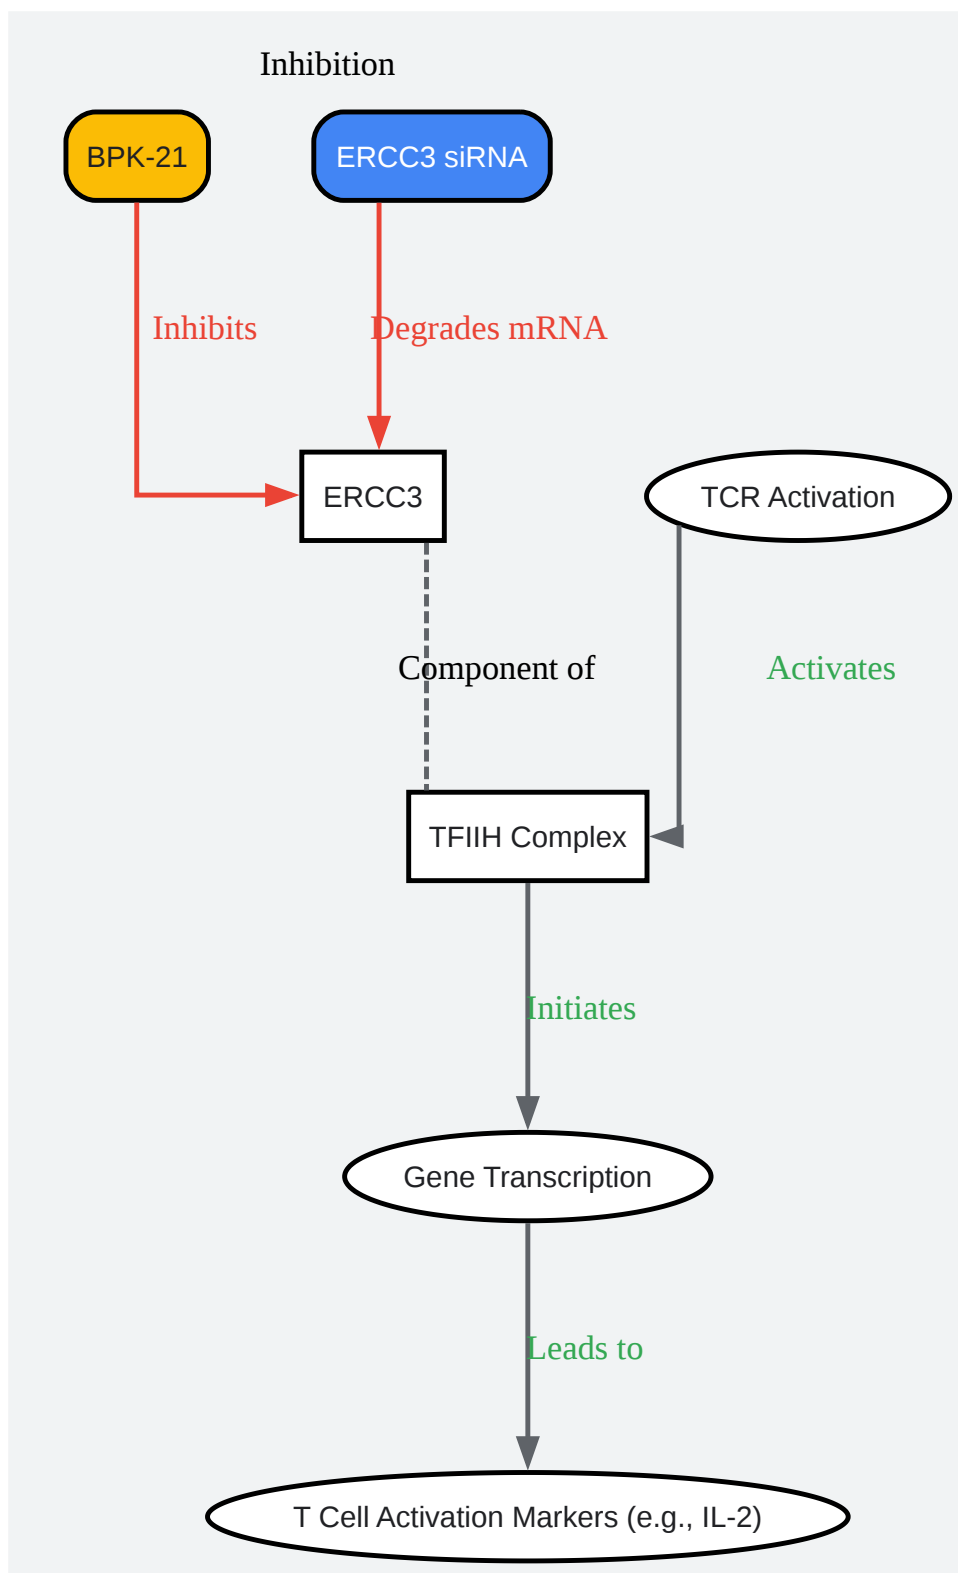 Inhibition
BPK-21
ERCC3 siRNA
Inhibits
Degrades mRNA
ERCC3
TCR Activation
Component of
Activates
TFIIH Complex
Initiates
Gene Transcription
Leads to
T Cell Activation Markers (e.g., IL-2)